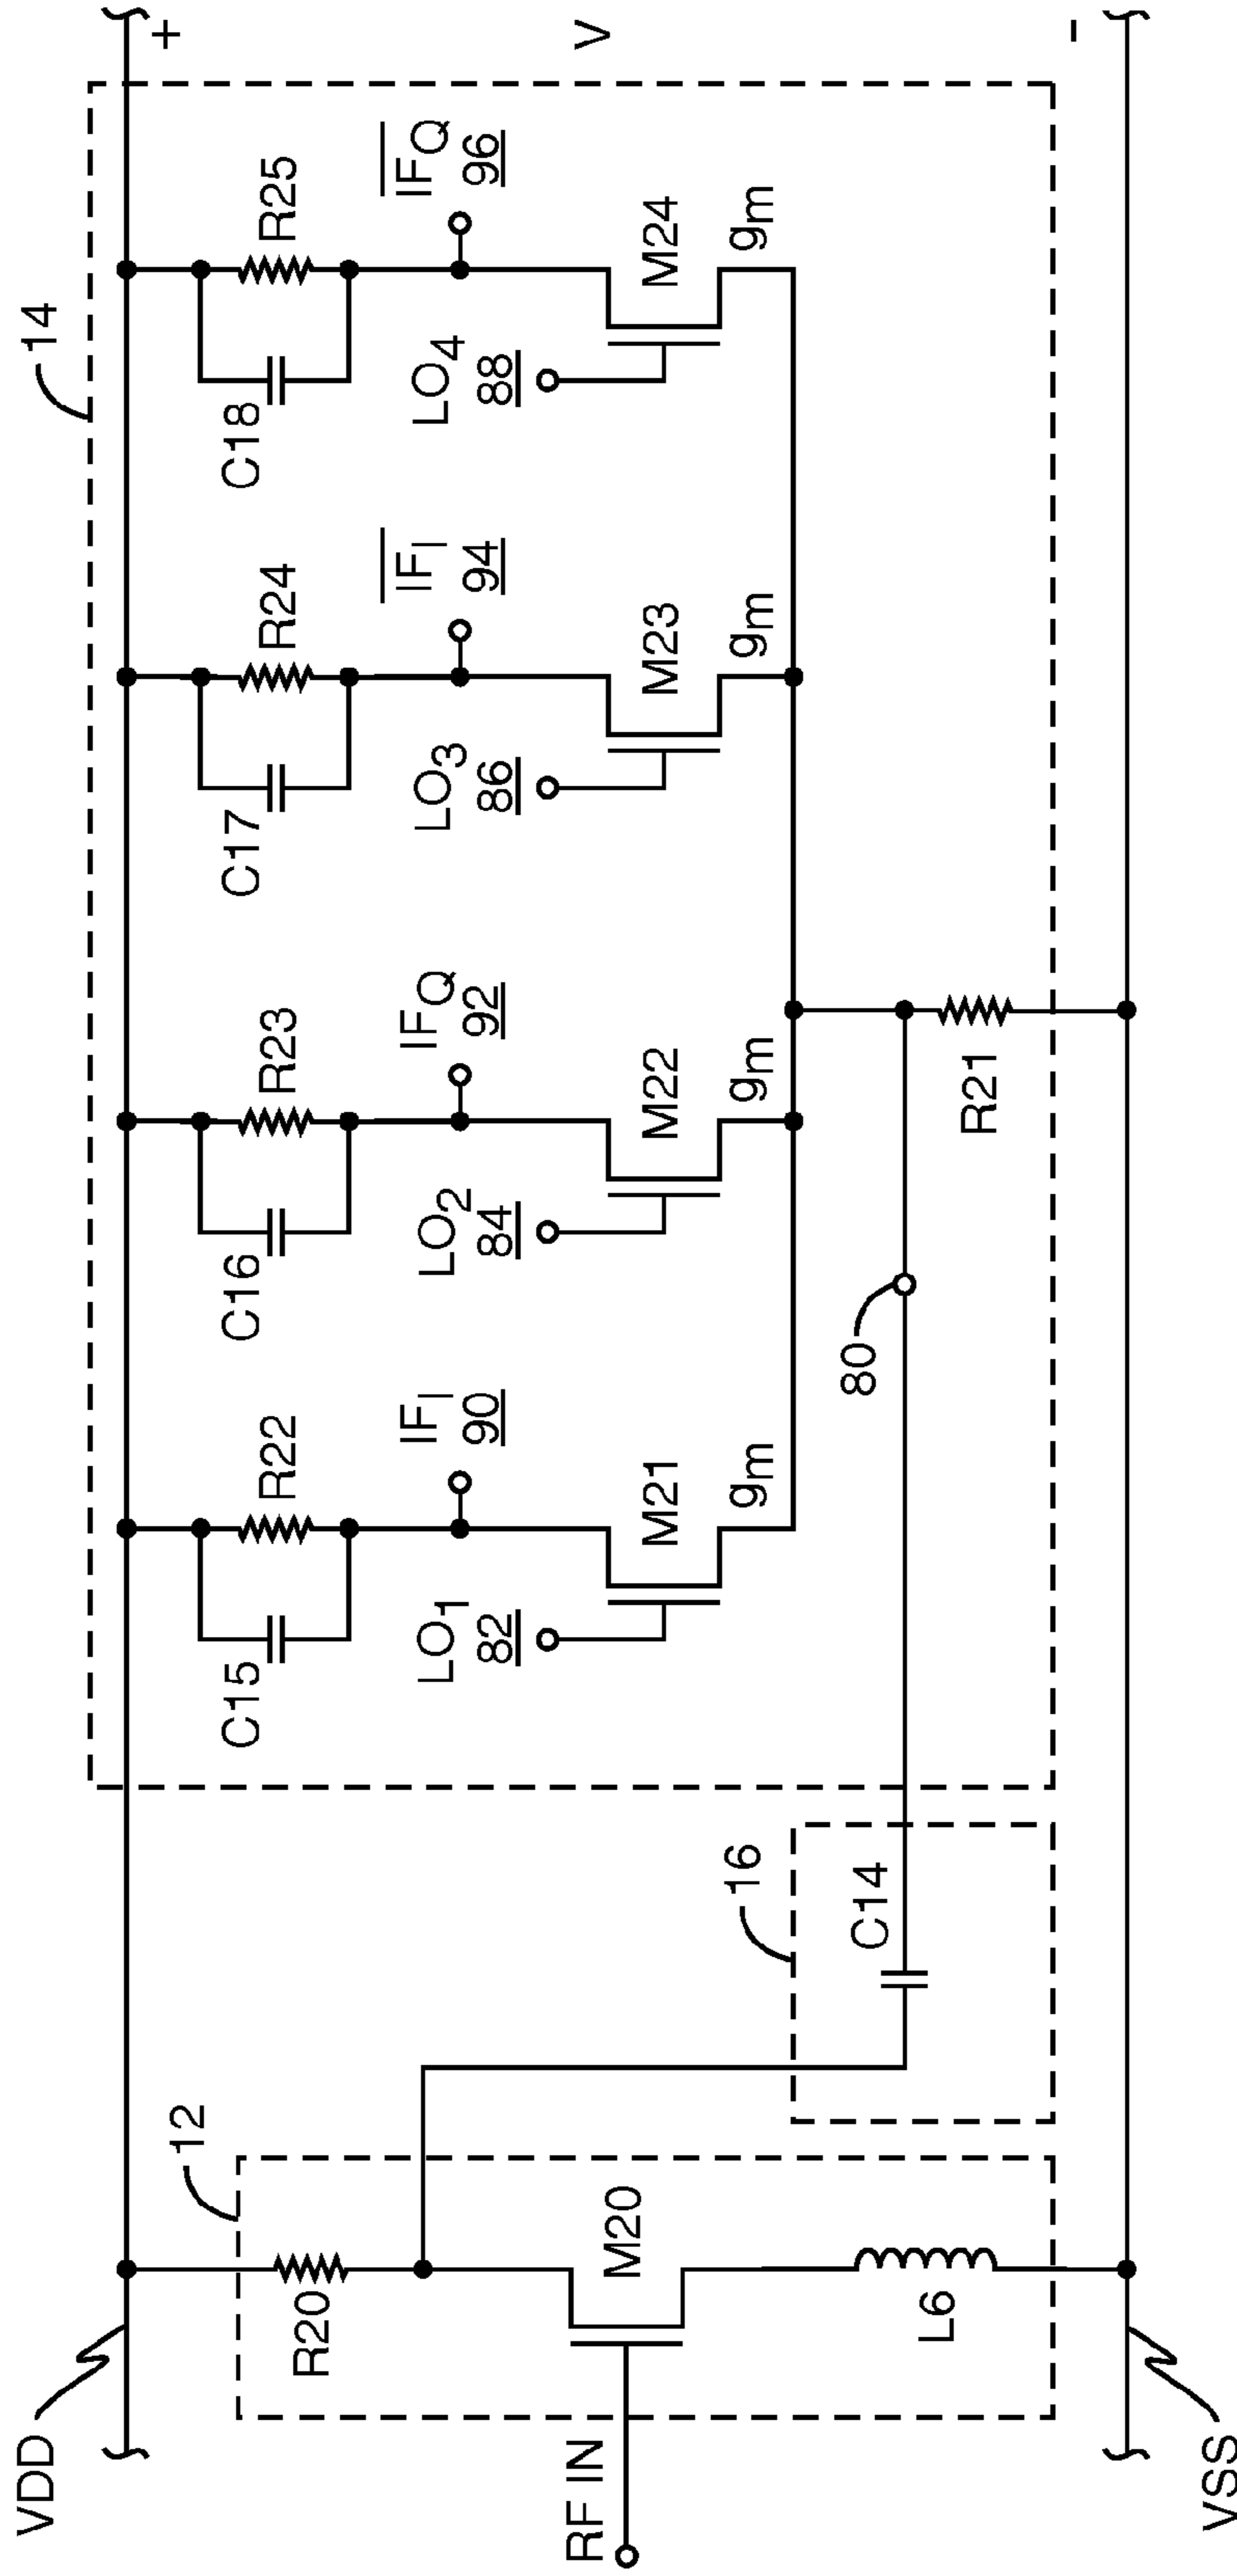 VDD
12
14
+
R20
C15
R22
C16
R23
C17
R24
C18
R25
LO1
82
IFI
90
LO2
84
IFQ
92
LO3
86
I̅F̅I̅
94
LO4
88
I̅F̅Q̅
96
V
RF IN
M20
M21
M22
M23
M24
gm
gm
gm
gm
16
C14
80
L6
R21
-
VSS